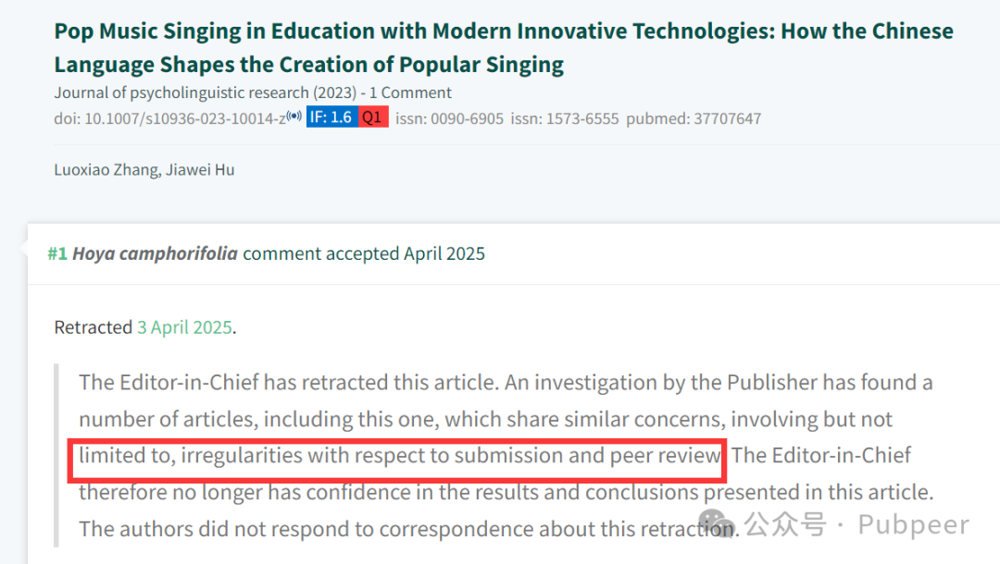 Pop Music Singing in Education with Modern Innovative Technologies: How the Chinese
Language Shapes the Creation of Popular Singing
Journal of psycholinguistic research (2023) - 1 Comment
doi: 10.1007/s10936-023-10014-z IF: 1.6 Q1 issn: 0090-6905 issn: 1573-6555 pubmed: 37707647
Luoxiao Zhang, Jiawei Hu
#1 Hoya camphorifolia comment accepted April 2025
Retracted 3 April 2025.
The Editor-in-Chief has retracted this article. An investigation by the Publisher has found a
number of articles, including this one, which share similar concerns, involving but not
limited to, irregularities with respect to submission and peer review The Editor-in-Chief
therefore no longer has confidence in the results and conclusions presented in this article.
The authors did not respond to correspondence about this retraction.
公众号 · Pubpeer